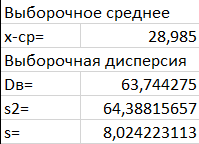 Выборочное среднее
x-ср= 28,985
Выборочная дисперсия
Dв= 63,744275
s2= 64,38815657
s= 8,024223113